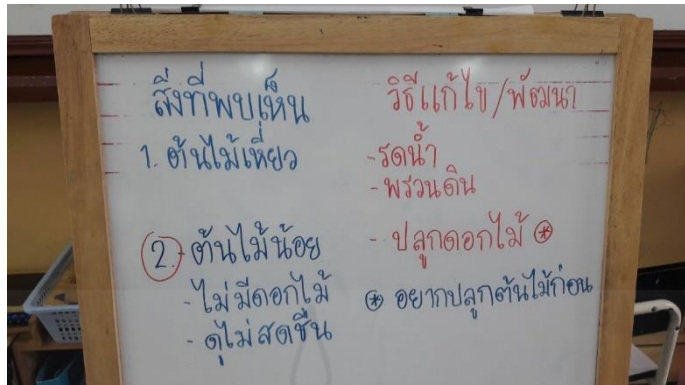 สิ่งที่พบเห็น
1. ต้นไม้เหี่ยว
2. - ต้นไม้น้อย
- ไม่มีดอกไม้
- ดูไม่สดชื่น
วิธีแก้ไข/พัฒนา
- รดน้ำ
- พรวนดิน
- ปลูกดอกไม้ *
* อยากปลูกต้นไม้ก่อน